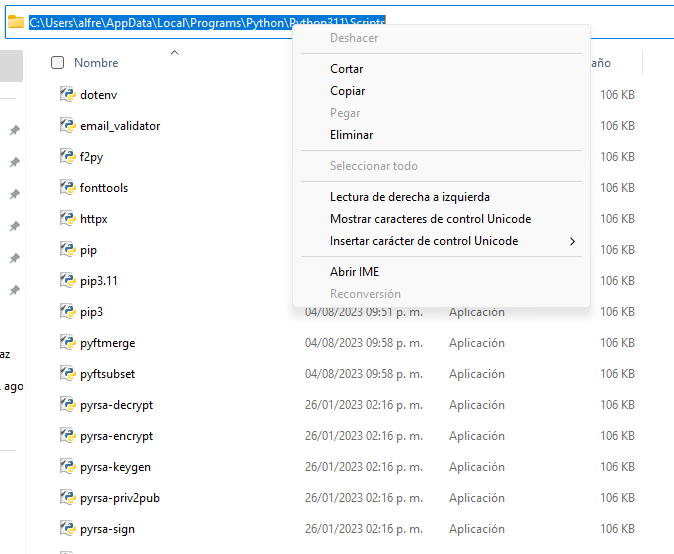 C:\Users\alfre\AppData\Local\Programs\Python\Python311\Scripts
Nombre
año
Deshacer
Cortar
Copiar
Pegar
Eliminar
Seleccionar todo
Lectura de derecha a izquierda
Mostrar caracteres de control Unicode
Insertar carácter de control Unicode
Abrir IME
Reconversión
dotenv 106 KB
email_validator 106 KB
f2py 106 KB
fonttools 106 KB
httpx 106 KB
pip 106 KB
pip3.11 106 KB
pip3 04/08/2023 09:51 p. m. Aplicación 106 KB
pyftmerge 04/08/2023 09:58 p. m. Aplicación 106 KB
az
pyftsubset 04/08/2023 09:58 p. m. Aplicación 106 KB
ago
pyrsa-decrypt 26/01/2023 02:16 p. m. Aplicación 106 KB
pyrsa-encrypt 26/01/2023 02:16 p. m. Aplicación 106 KB
pyrsa-keygen 26/01/2023 02:16 p. m. Aplicación 106 KB
pyrsa-priv2pub 26/01/2023 02:16 p. m. Aplicación 106 KB
pyrsa-sign 26/01/2023 02:16 p. m. Aplicación 106 KB